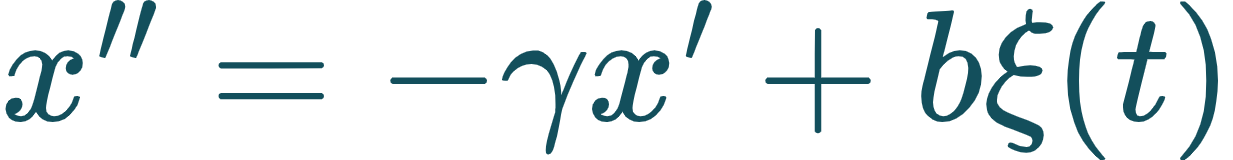 x′′ = −γx′ + bξ(t)